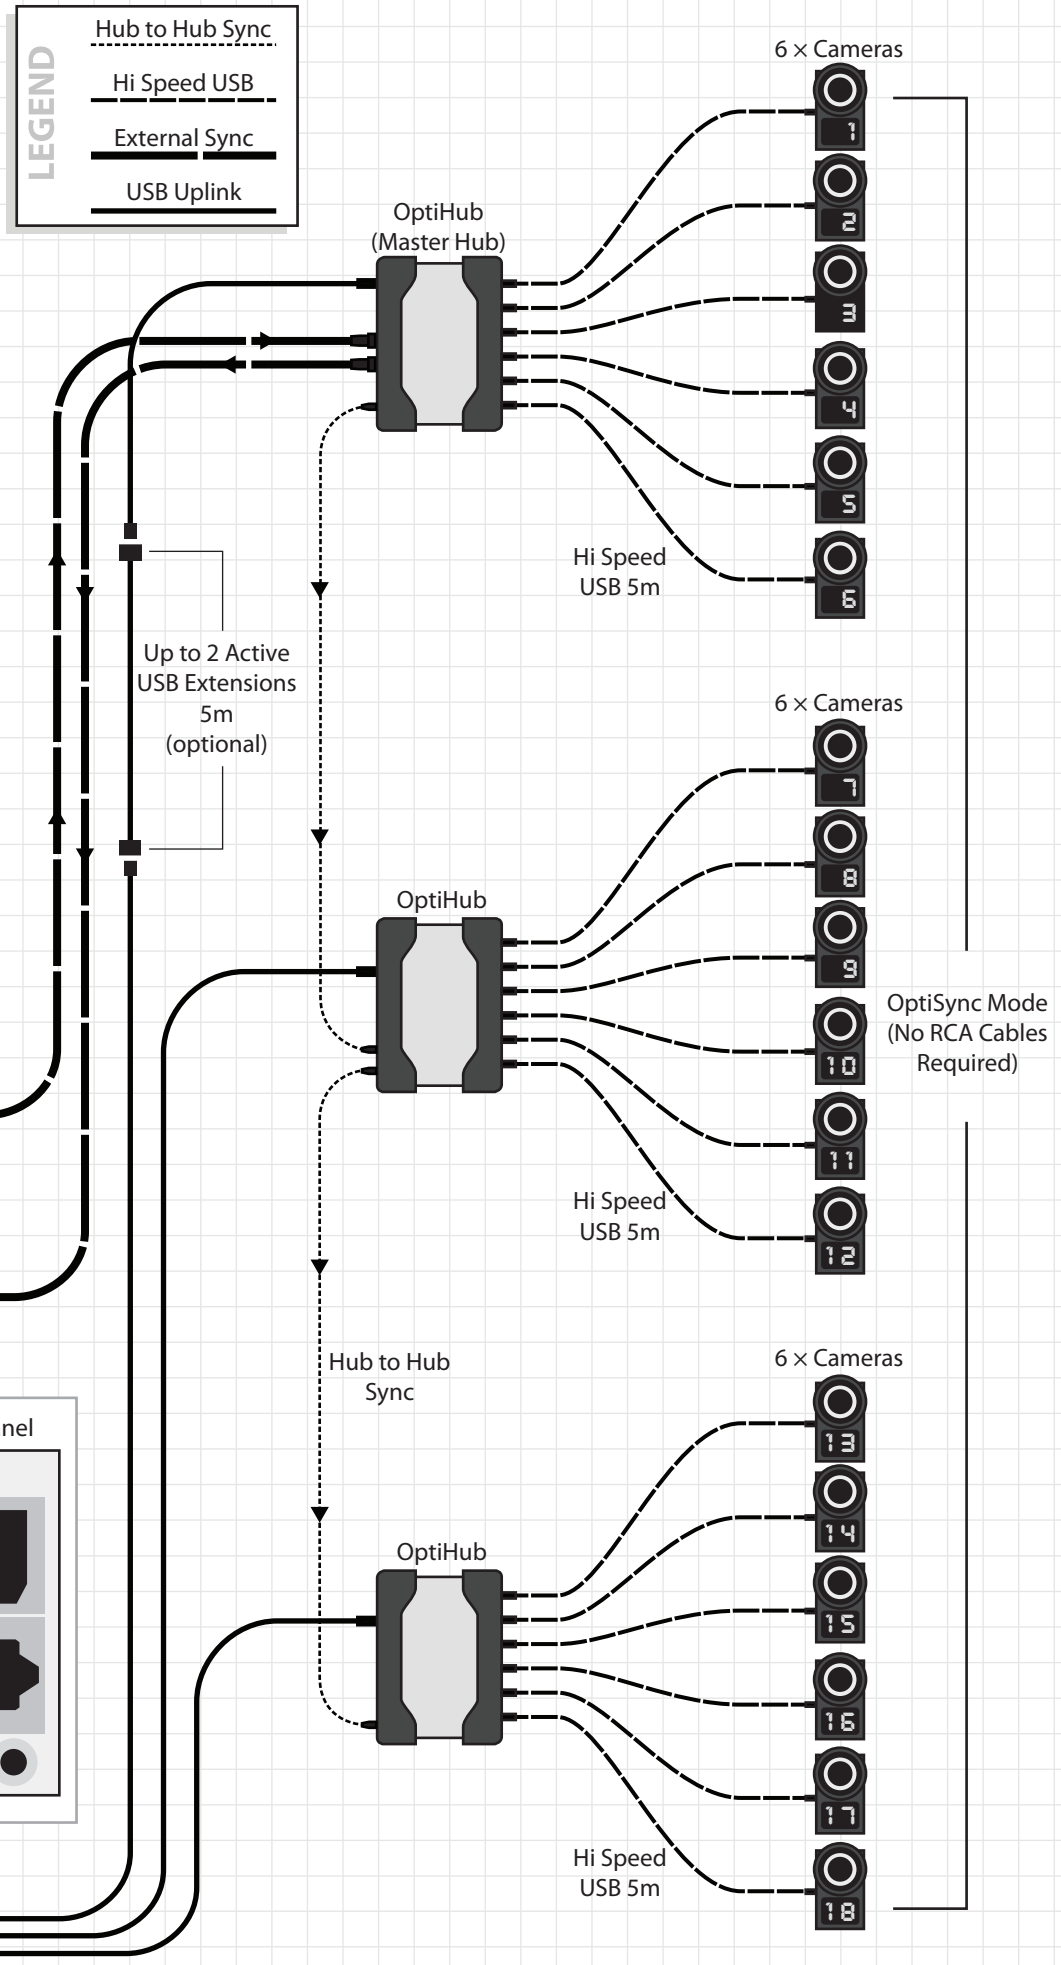 LEGEND
Hub to Hub Sync
Hi Speed USB
External Sync
USB Uplink
6 × Cameras
1
2
3
4
5
6
OptiHub
(Master Hub)
Hi Speed
USB 5m
Up to 2 Active
USB Extensions
5m
(optional)
6 × Cameras
7
8
9
10
11
12
OptiHub
OptiSync Mode
(No RCA Cables
Required)
Hi Speed
USB 5m
Hub to Hub
Sync
6 × Cameras
13
14
15
16
17
18
nel
OptiHub
Hi Speed
USB 5m